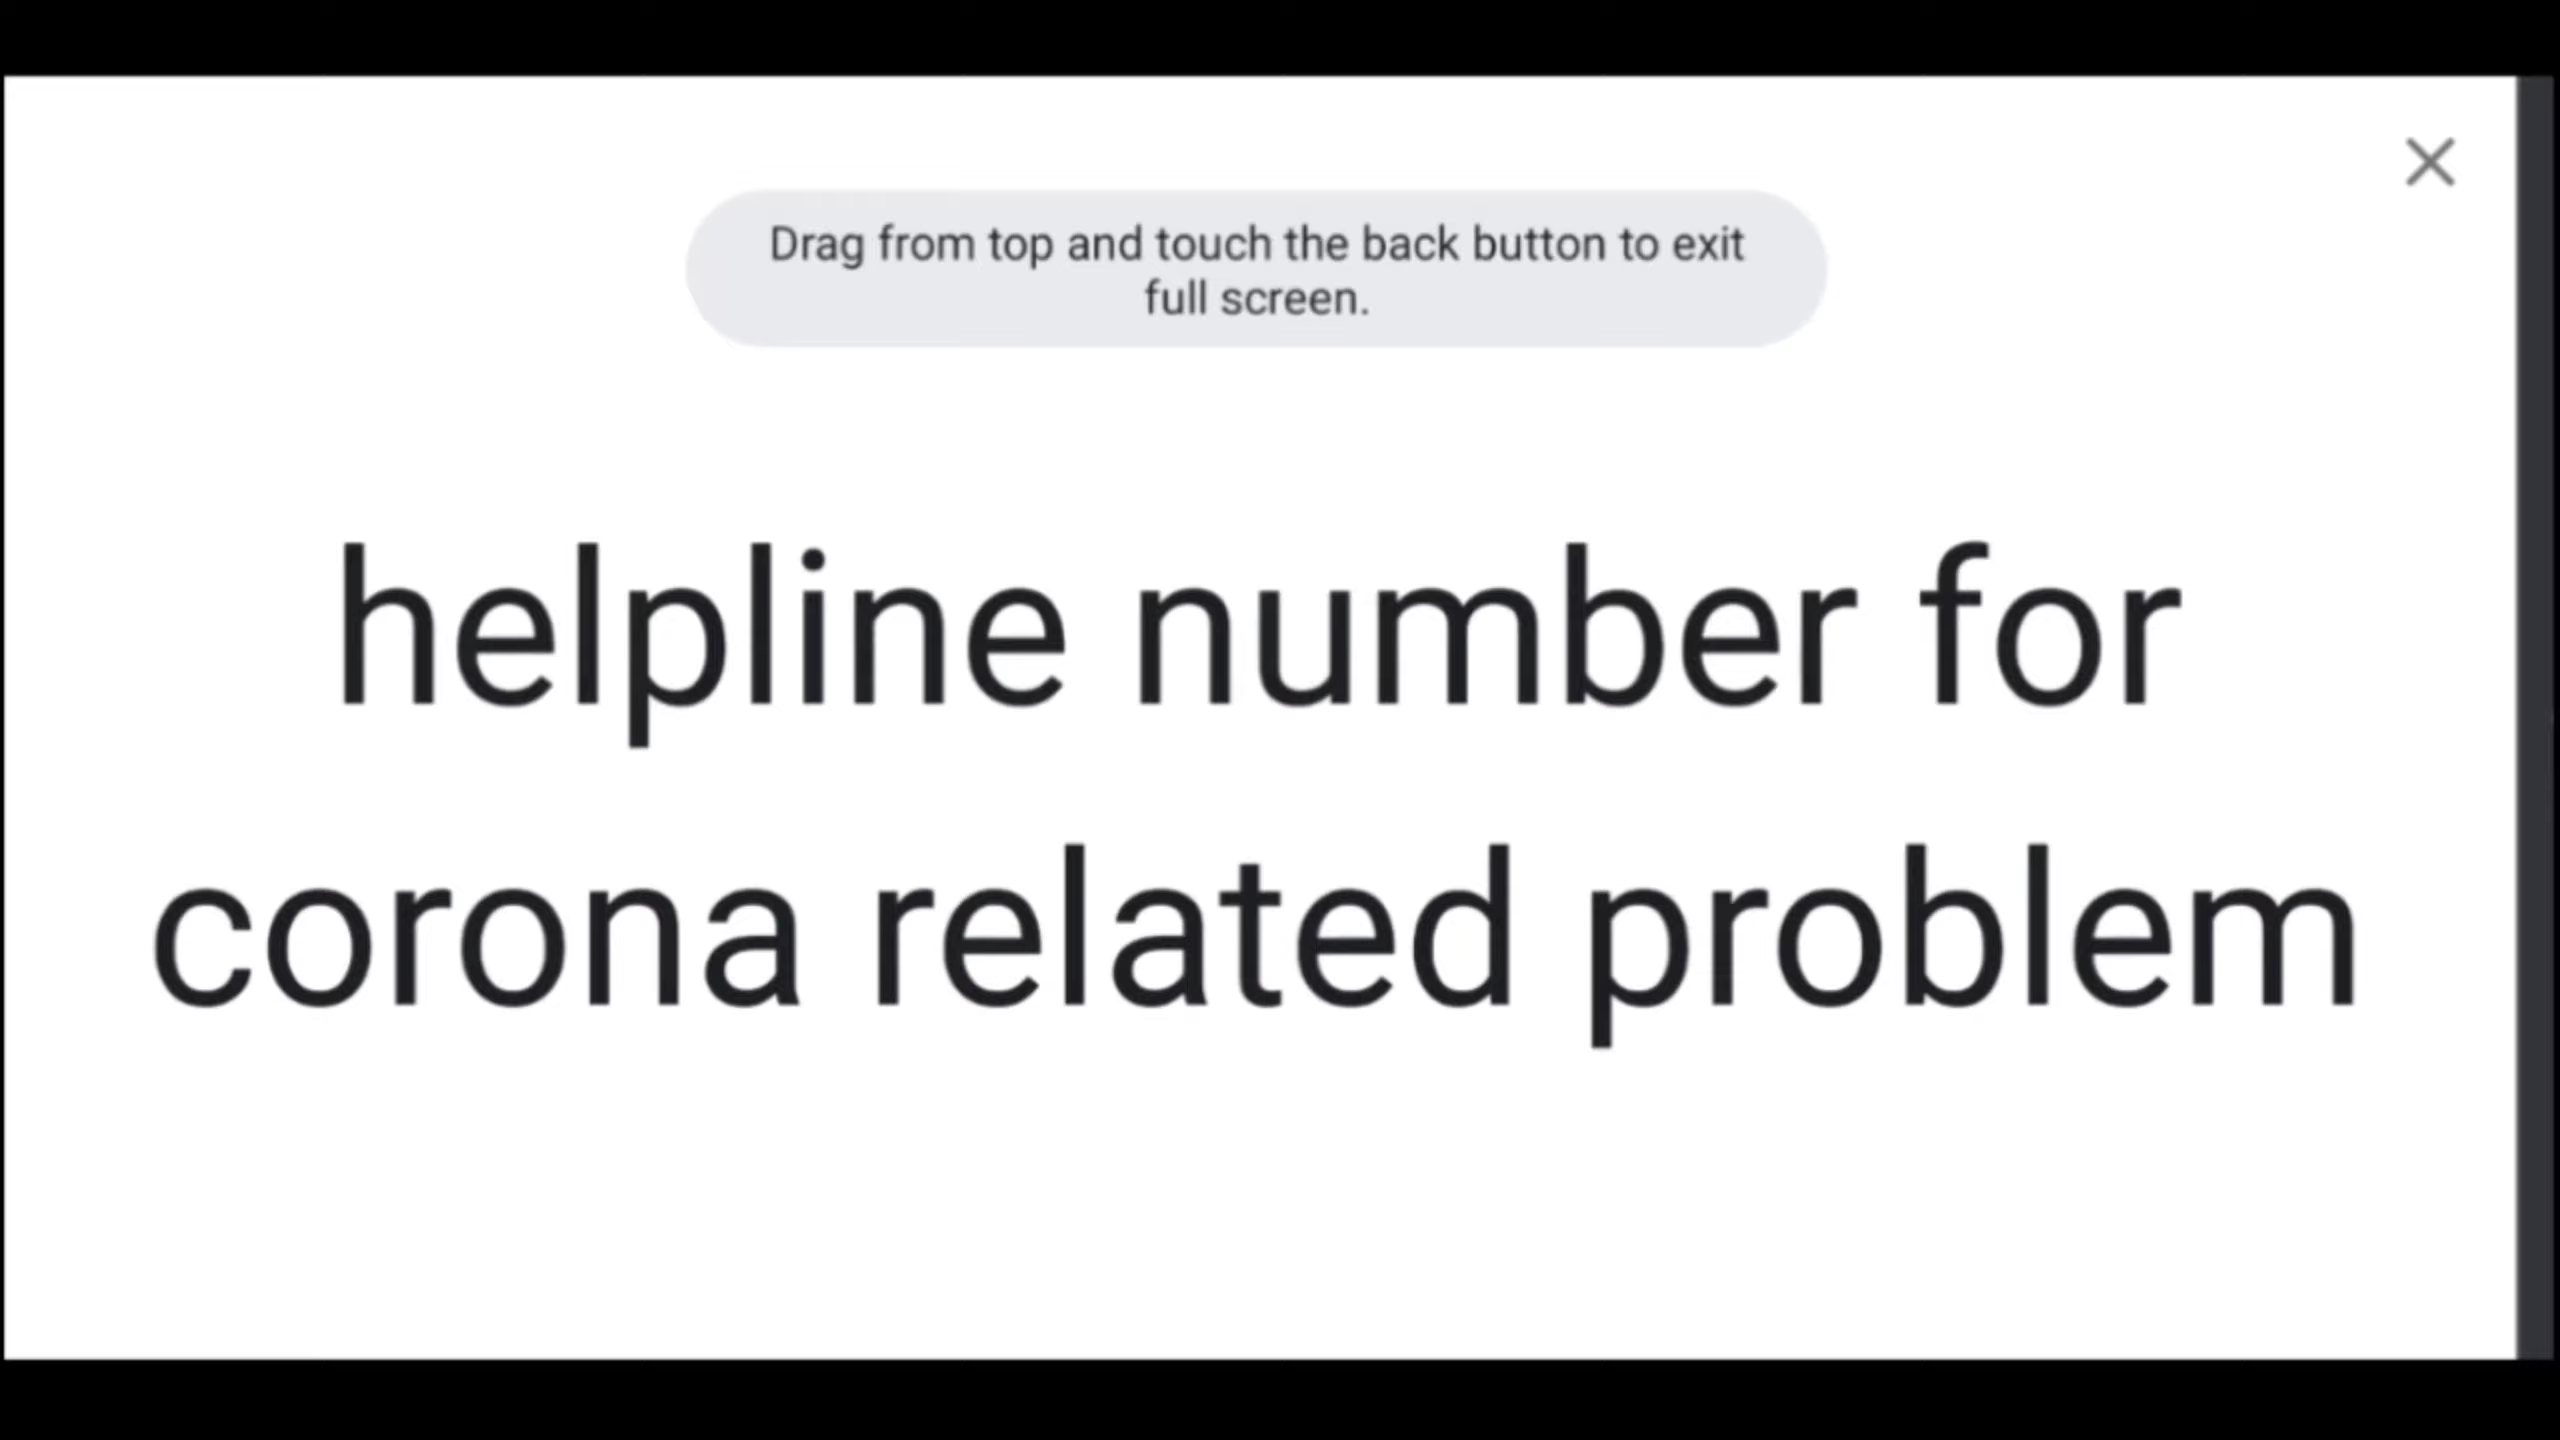 Drag from top and touch the back button to exit
full screen.
helpline number for
corona related problem